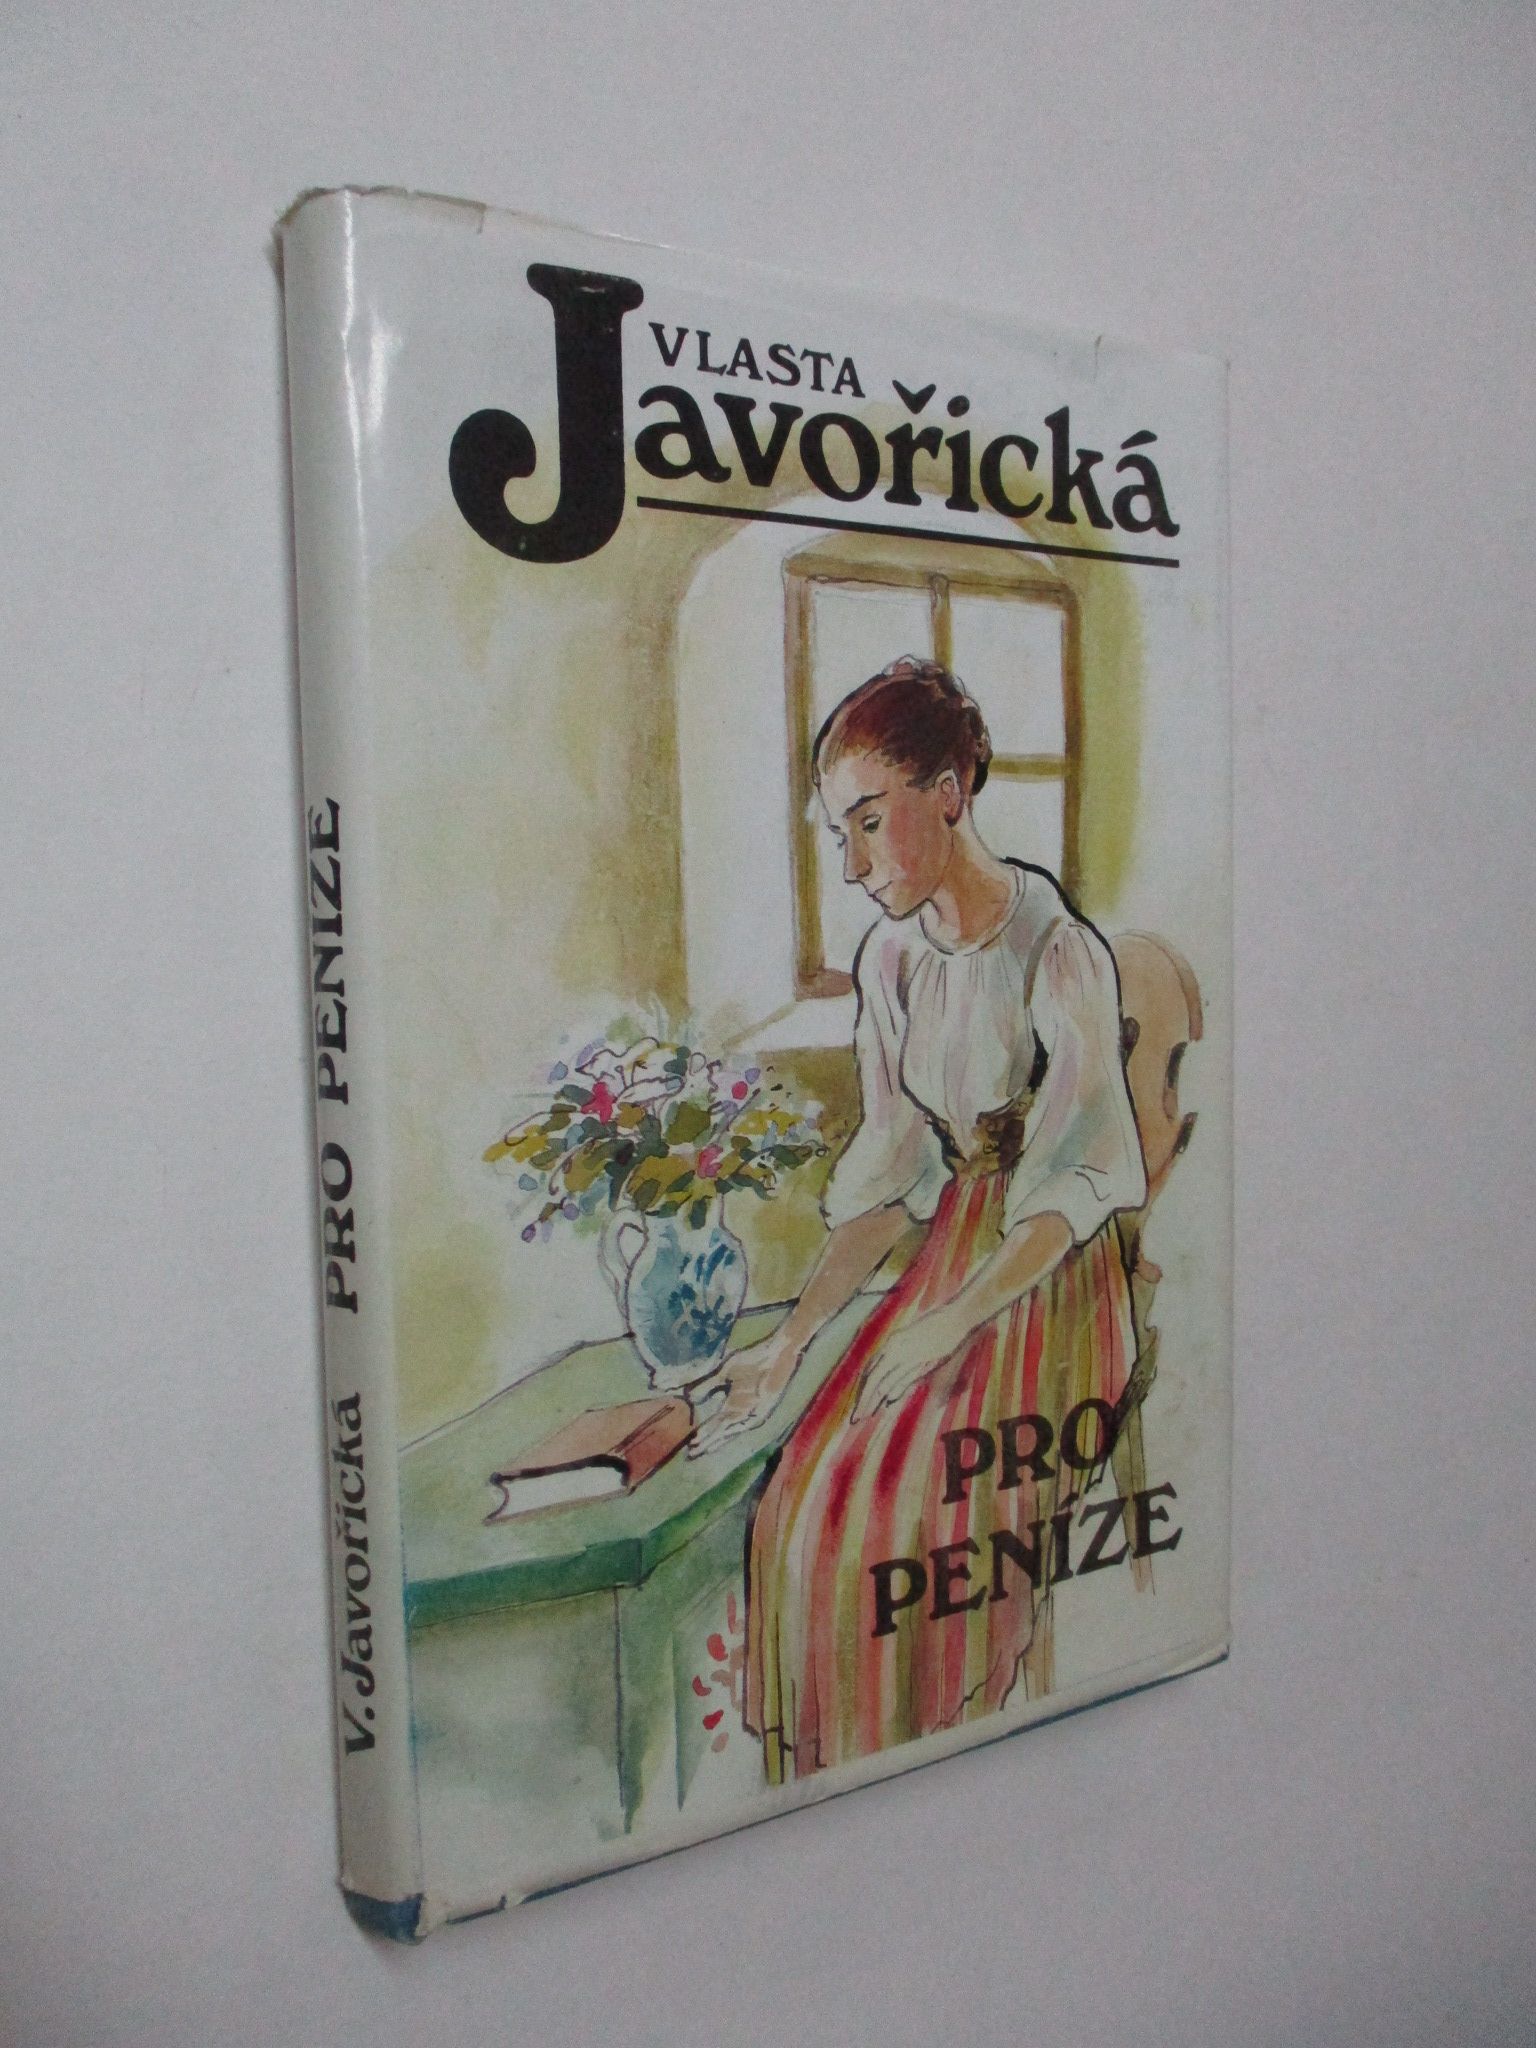 VLASTA
Javořická
PRO
PENÍZE
V. Javořická PRO PENÍZE